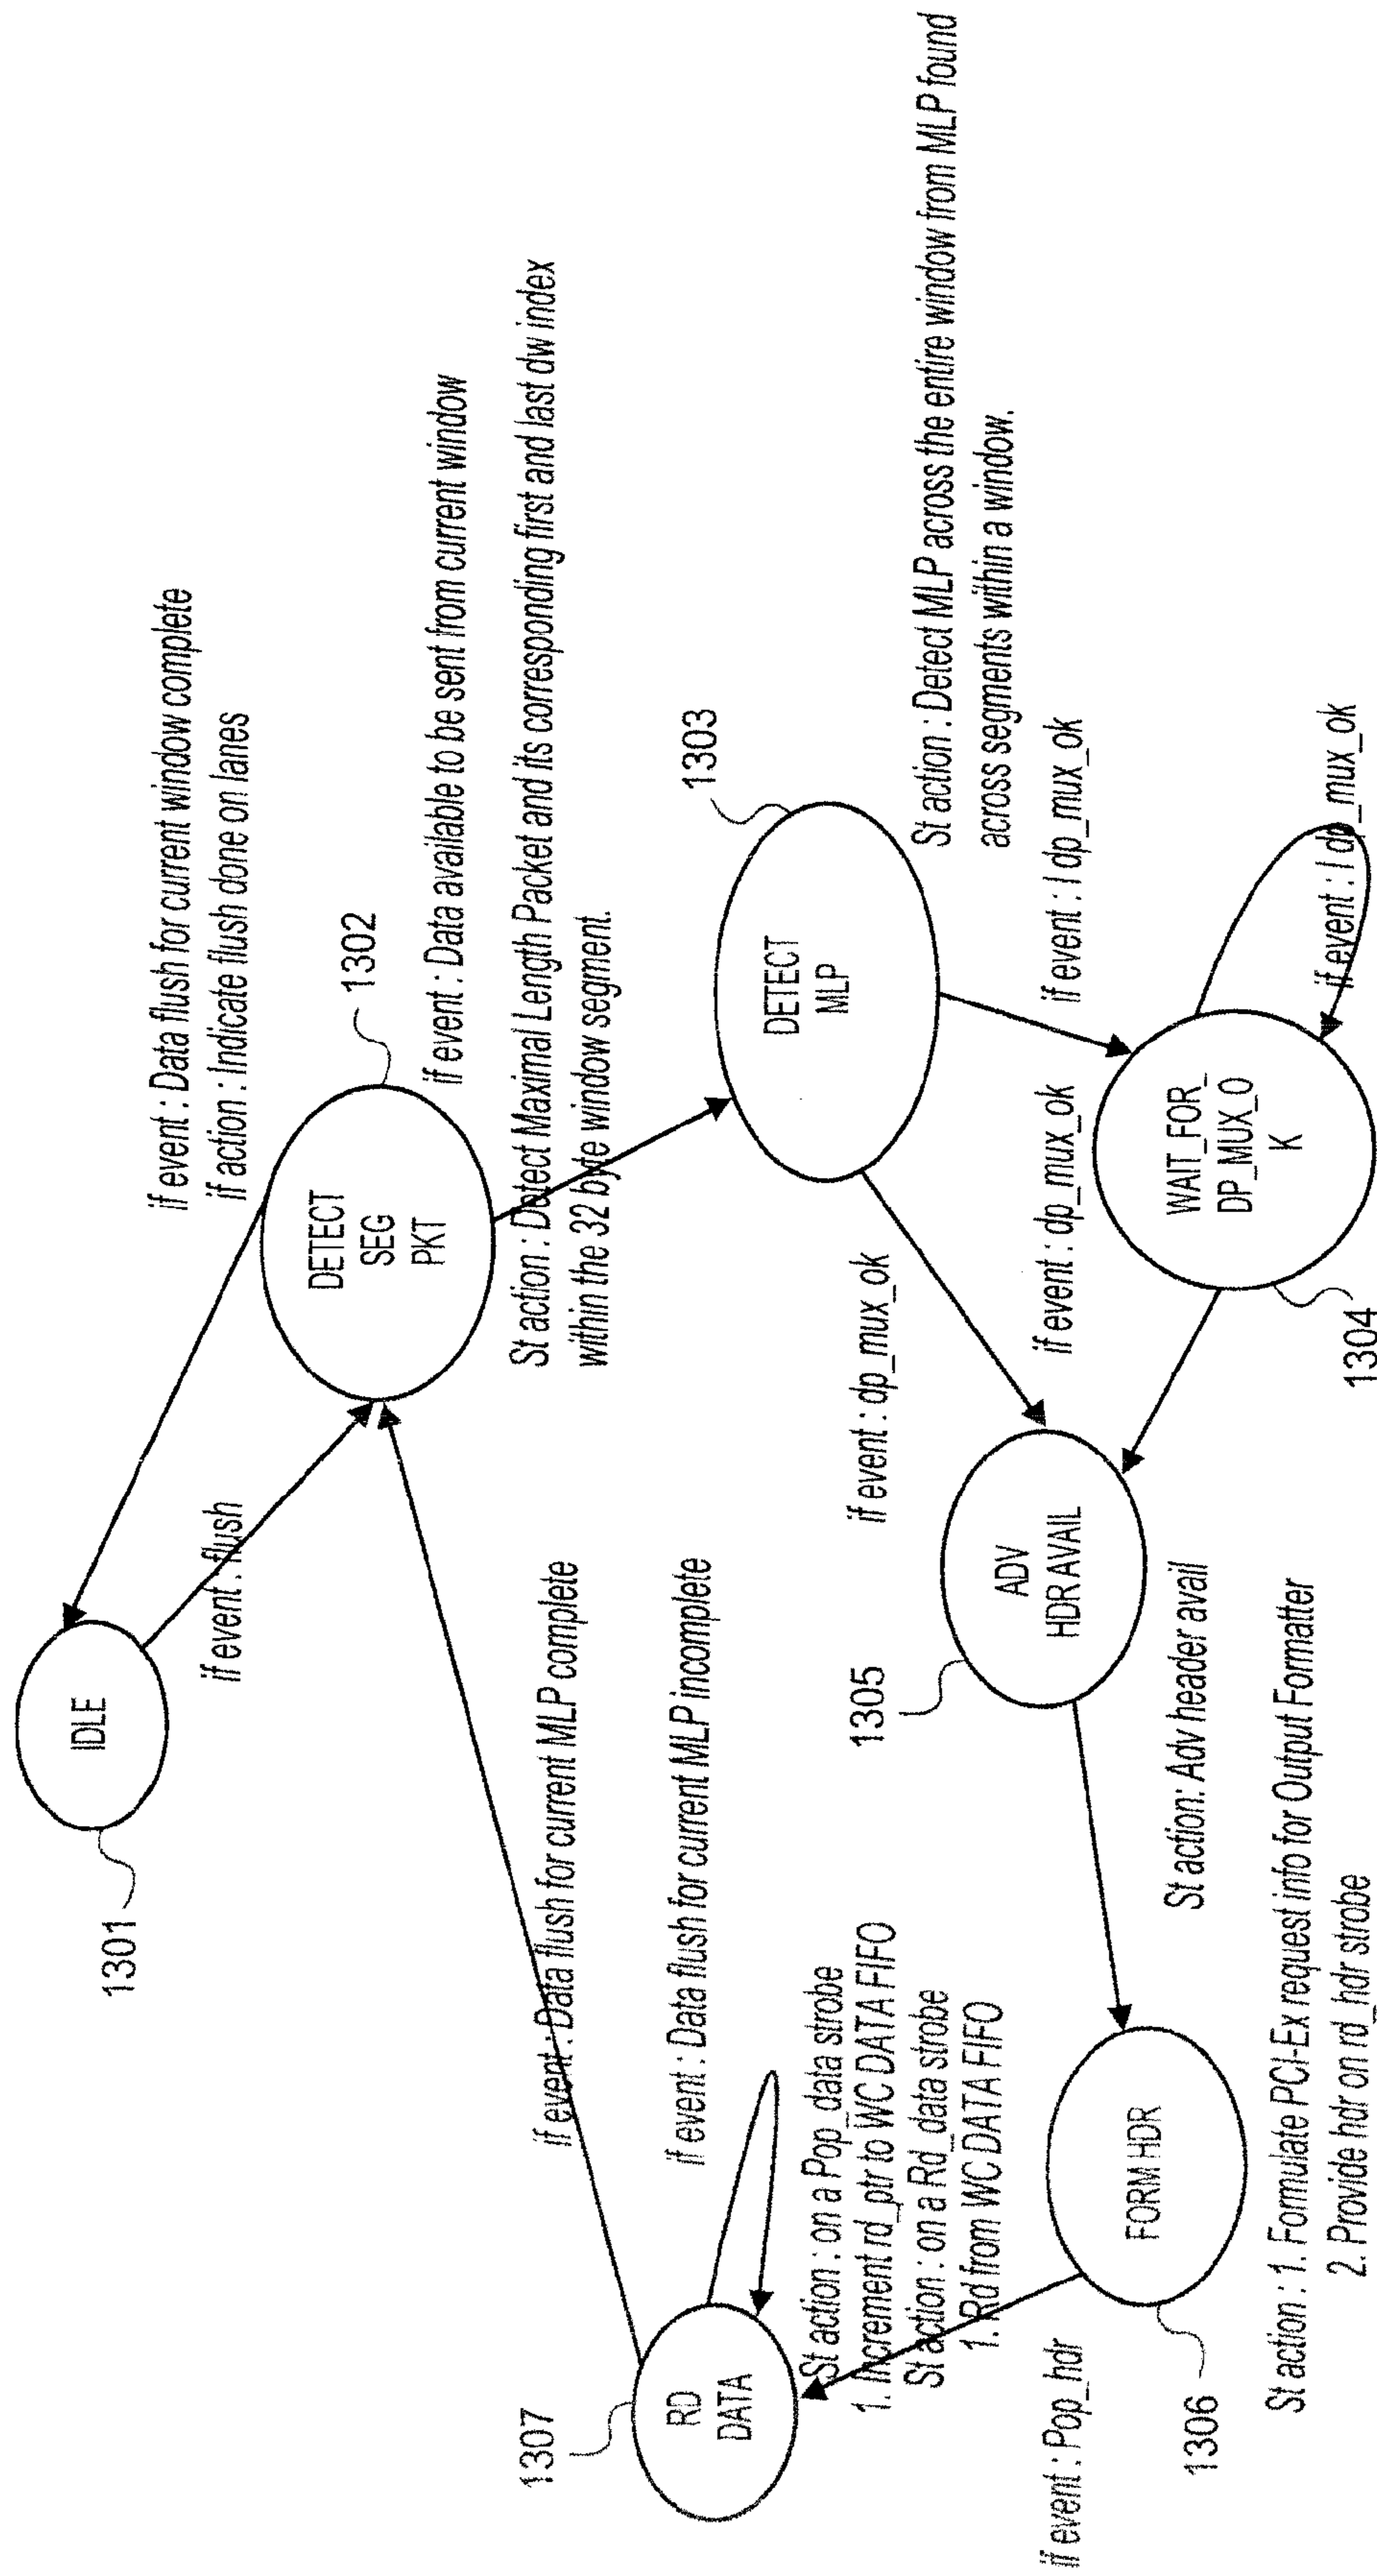 IDLE
1301
if event : flush
if event : Data flush for current window complete
if action : Indicate flush done on lanes
DETECT
SEG
PKT
1302
if event : Data available to be sent from current window
St action : Detect Maximal Length Packet and its corresponding first and last dw index
within the 32 byte window segment.
DETECT
MLP
1303
St action : Detect MLP across the entire window from MLP found
across segments within a window.
if event : ! dp_mux_ok
if event : ! dp_mux_ok
WAIT_FOR_
DP_MUX_O
K
1304
if event : dp_mux_ok
if event : dp_mux_ok
ADV
HDR AVAIL
1305
St action: Adv header avail
FORM HDR
1306
St action : 1. Formulate PCI-Ex request info for Output Formatter
2. Provide hdr on rd_hdr strobe
if event : Pop_hdr
RD
DATA
1307
St action : on a Pop_data strobe
1. Increment rd_ptr to WC DATA FIFO
St action : on a Rd_data strobe
1. Rd from WC DATA FIFO
if event : Data flush for current MLP incomplete
if event : Data flush for current MLP complete